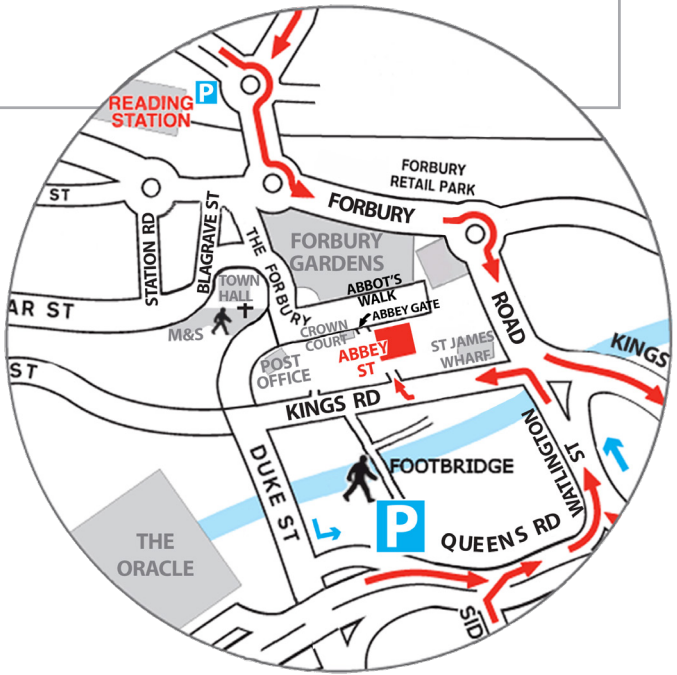 READING
STATION
P
FORBURY
RETAIL PARK
ST
FORBURY
STATION RD
BLAGRAVE ST
THE FORBURY
FORBURY
GARDENS
TOWN
HALL
ABBOT'S
WALK
ABBEY GATE
ROAD
AR ST
M&S
CROWN
COURT
ABBEY
ST
ST JAMES
WHARF
KINGS
POST
OFFICE
ST
KINGS RD
DUKE ST
FOOTBRIDGE
WATLINGTON
ST
P
QUEENS RD
THE
ORACLE
SID